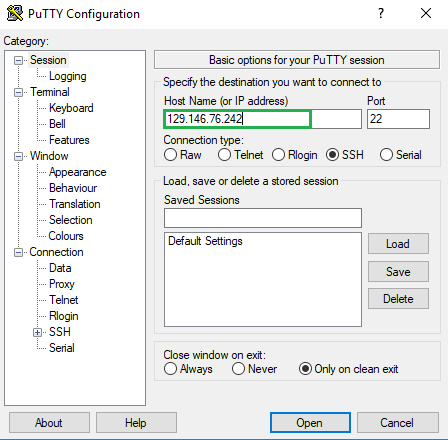 PuTTY Configuration
Category:
Session
Logging
Terminal
Keyboard
Bell
Features
Window
Appearance
Behaviour
Translation
Selection
Colours
Connection
Data
Proxy
Telnet
Rlogin
SSH
Serial
Basic options for your PuTTY session
Specify the destination you want to connect to
Host Name (or IP address) Port
129.146.76.242 22
Connection type:
Raw Telnet Rlogin SSH Serial
Load, save or delete a stored session
Saved Sessions
Default Settings
Load
Save
Delete
Close window on exit:
Always Never Only on clean exit
About Help Open Cancel